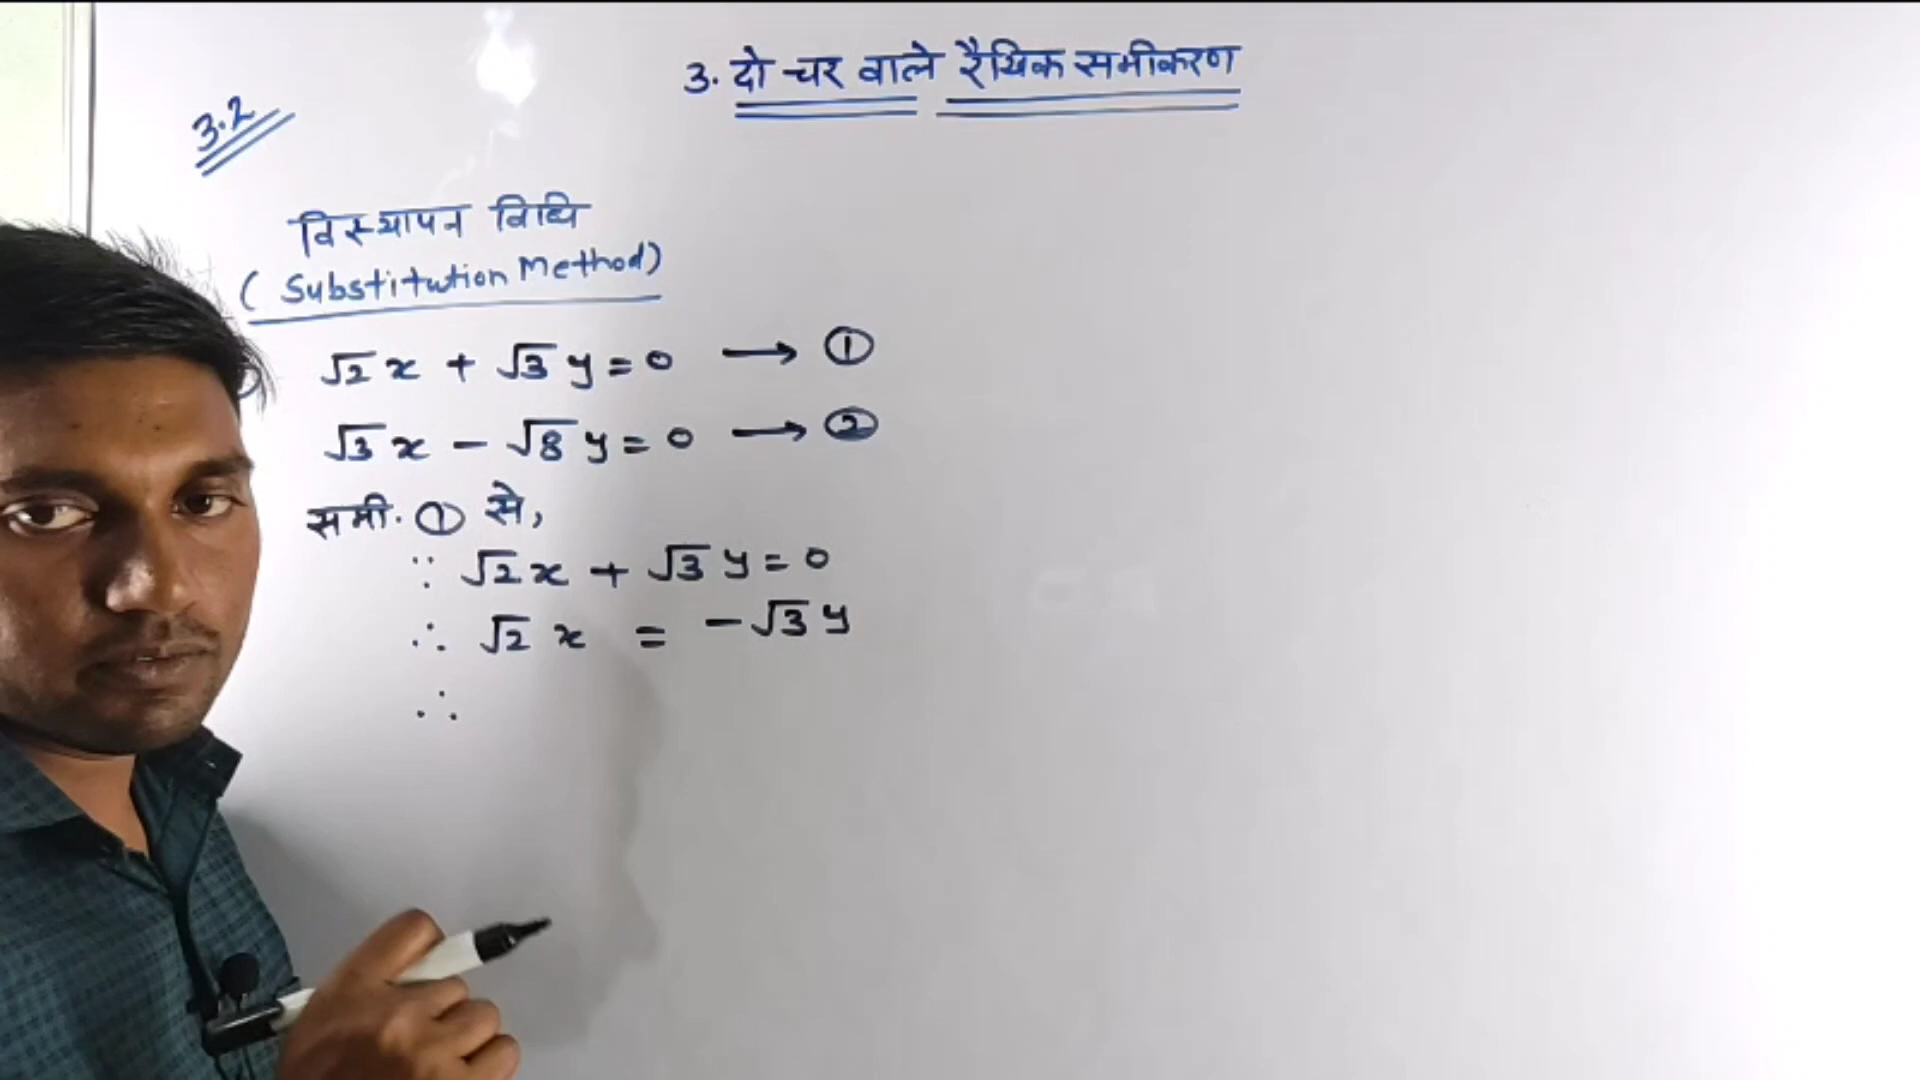 3. दो चर वाले रैखिक समीकरण
3.2
विस्थापन विधि
( Substitution Method)
√2 x + √3 y = 0 ⟶ ①
√3 x - √8 y = 0 ⟶ ②
समी. ① से,
∵ √2 x + √3 y = 0
∴ √2 x = - √3 y
∴